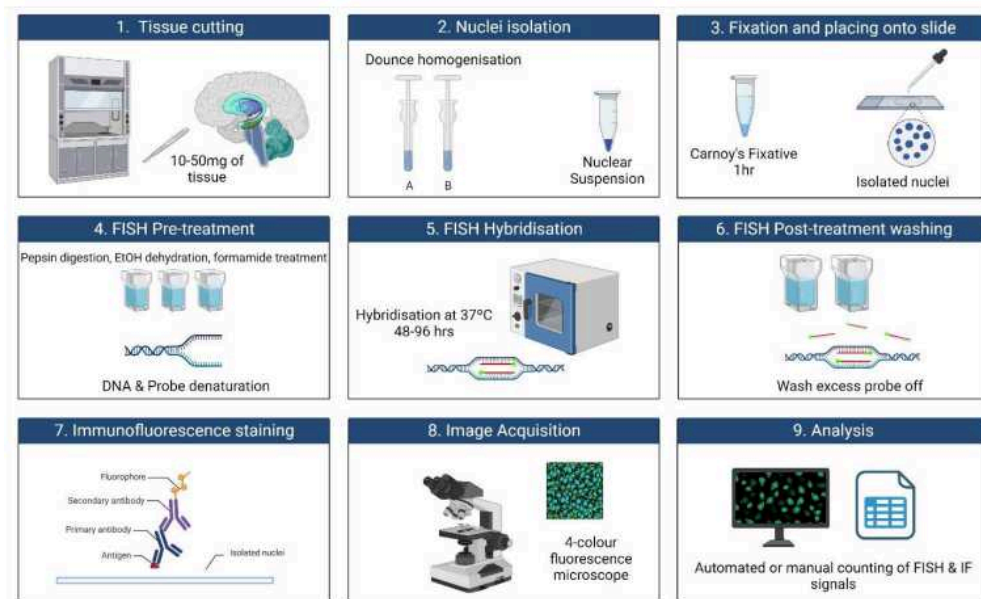 1. Tissue cutting
10-50mg of
tissue
2. Nuclei isolation
Dounce homogenisation
A
B
Nuclear
Suspension
3. Fixation and placing onto slide
Carnoy's Fixative
1hr
Isolated nuclei
4. FISH Pre-treatment
Pepsin digestion, EtOH dehydration, formamide treatment
DNA & Probe denaturation
5. FISH Hybridisation
Hybridisation at 37ºC
48-96 hrs
6. FISH Post-treatment washing
Wash excess probe off
7. Immunofluorescence staining
Fluorophore
Secondary antibody
Primary antibody
Antigen
Isolated nuclei
8. Image Acquisition
4-colour
fluorescence
microscope
9. Analysis
Automated or manual counting of FISH & IF
signals